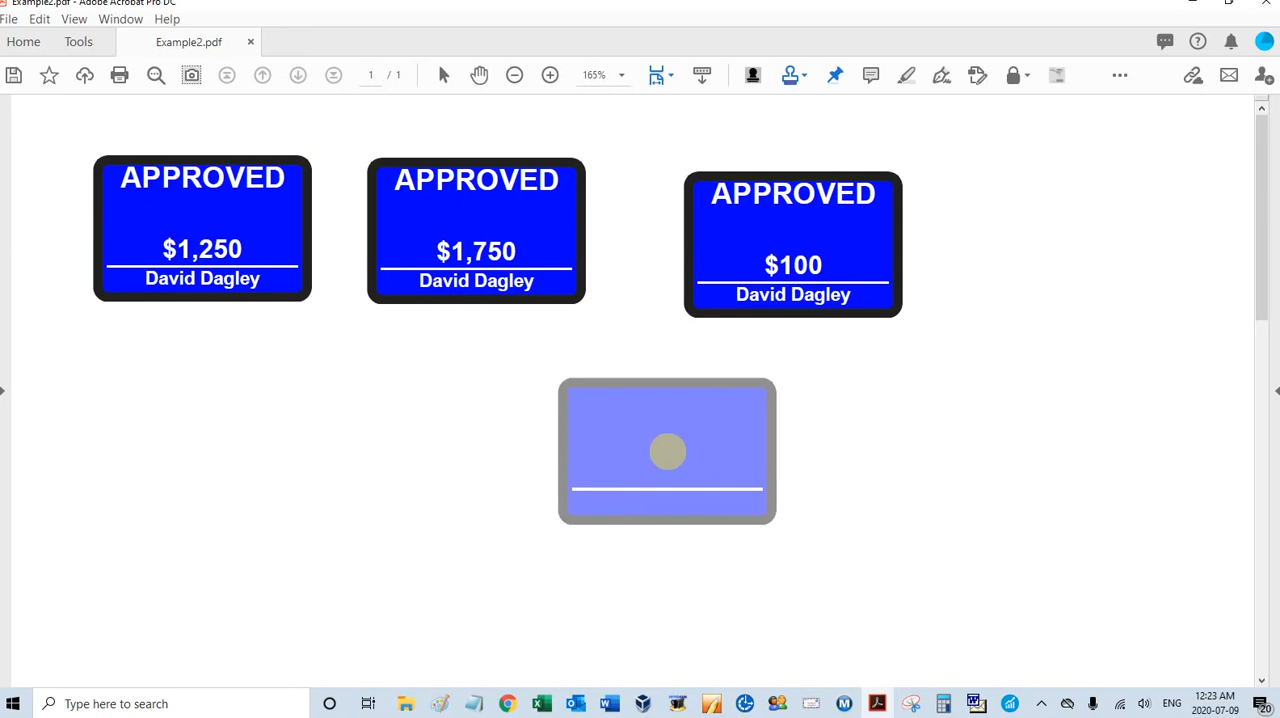 Example2.pdf - Adobe Acrobat Pro DC
File Edit View Window Help
Home Tools Example2.pdf ×
1 / 1 165%
APPROVED
$1,250
David Dagley
APPROVED
$1,750
David Dagley
APPROVED
$100
David Dagley
Type here to search
ENG
12:23 AM
2020-07-09
20